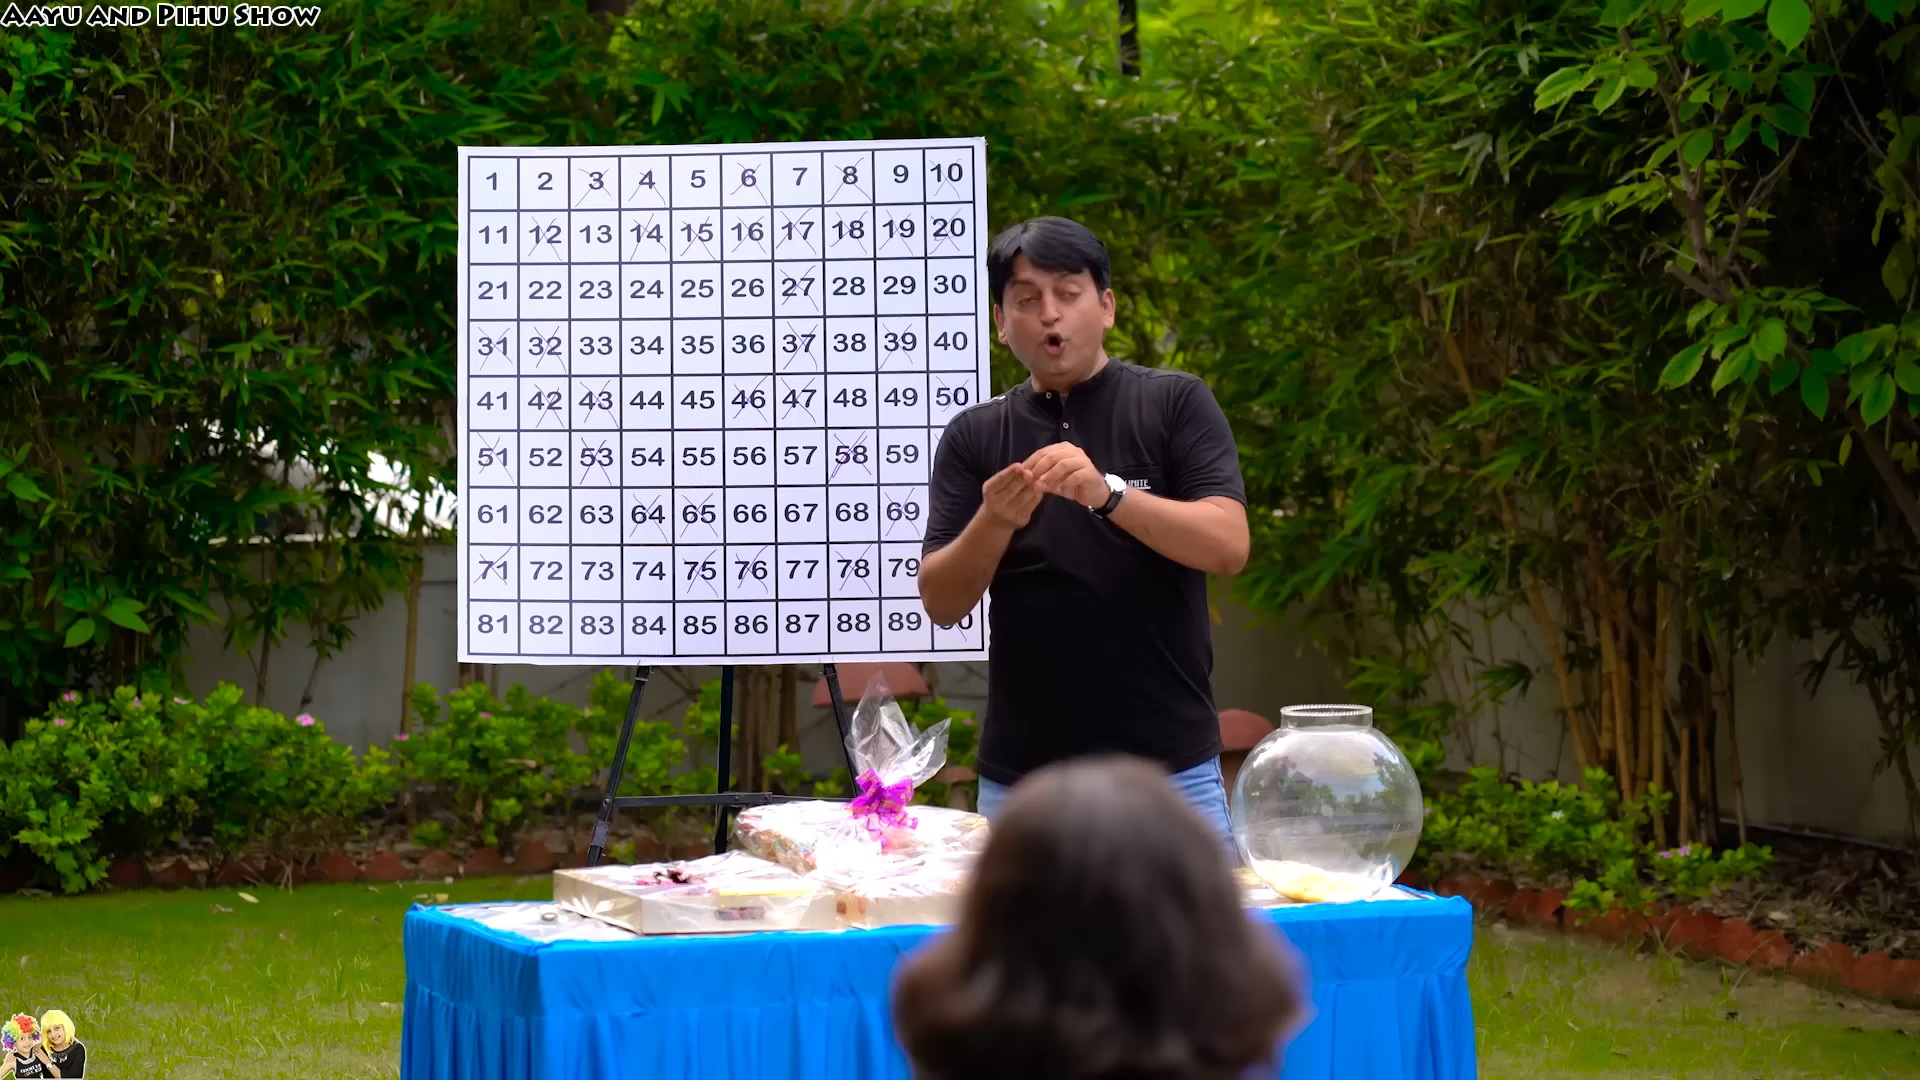 Aayu and Pihu Show
1 2 3 4 5 6 7 8 9 10
11 12 13 14 15 16 17 18 19 20
21 22 23 24 25 26 27 28 29 30
31 32 33 34 35 36 37 38 39 40
41 42 43 44 45 46 47 48 49 50
51 52 53 54 55 56 57 58 59
61 62 63 64 65 66 67 68 69
71 72 73 74 75 76 77 78 79
81 82 83 84 85 86 87 88 89 90
UNITE